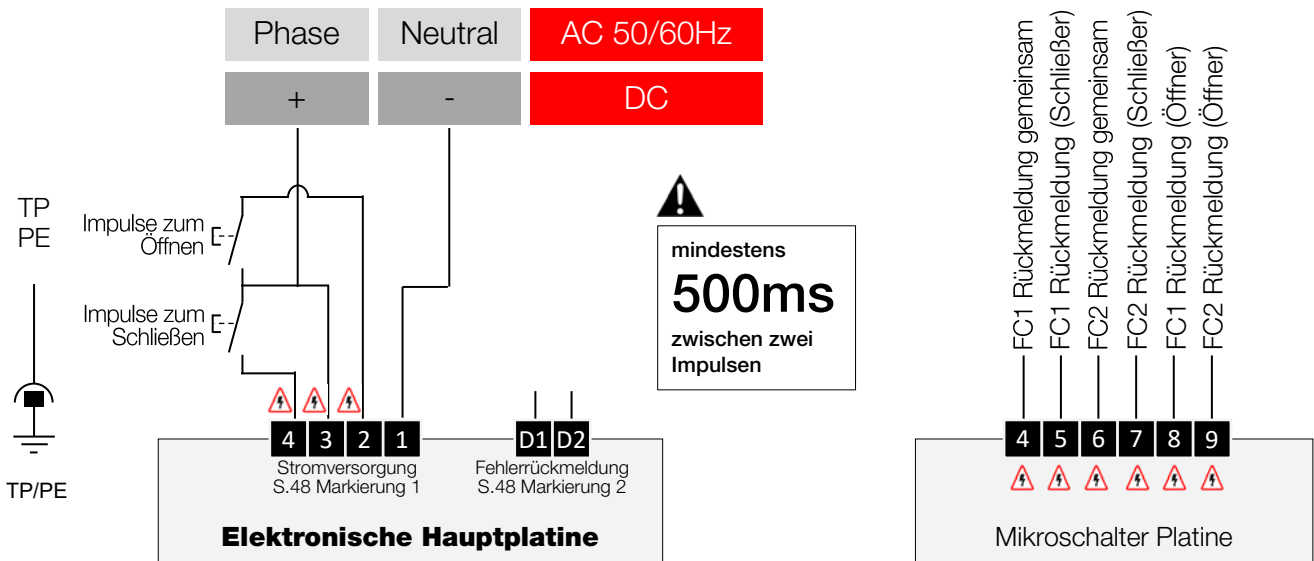 Phase
Neutral
AC 50/60Hz
+
-
DC
TP
PE
Impulse zum
Öffnen
Impulse zum
Schließen
mindestens
500ms
zwischen zwei
Impulsen
TP/PE
4 3 2 1
D1 D2
Stromversorgung
S.48 Markierung 1
Fehlerrückmeldung
S.48 Markierung 2
Elektronische Hauptplatine
FC1 Rückmeldung gemeinsam
FC1 Rückmeldung (Schließer)
FC2 Rückmeldung gemeinsam
FC2 Rückmeldung (Schließer)
FC1 Rückmeldung (Öffner)
FC2 Rückmeldung (Öffner)
4 5 6 7 8 9
Mikroschalter Platine